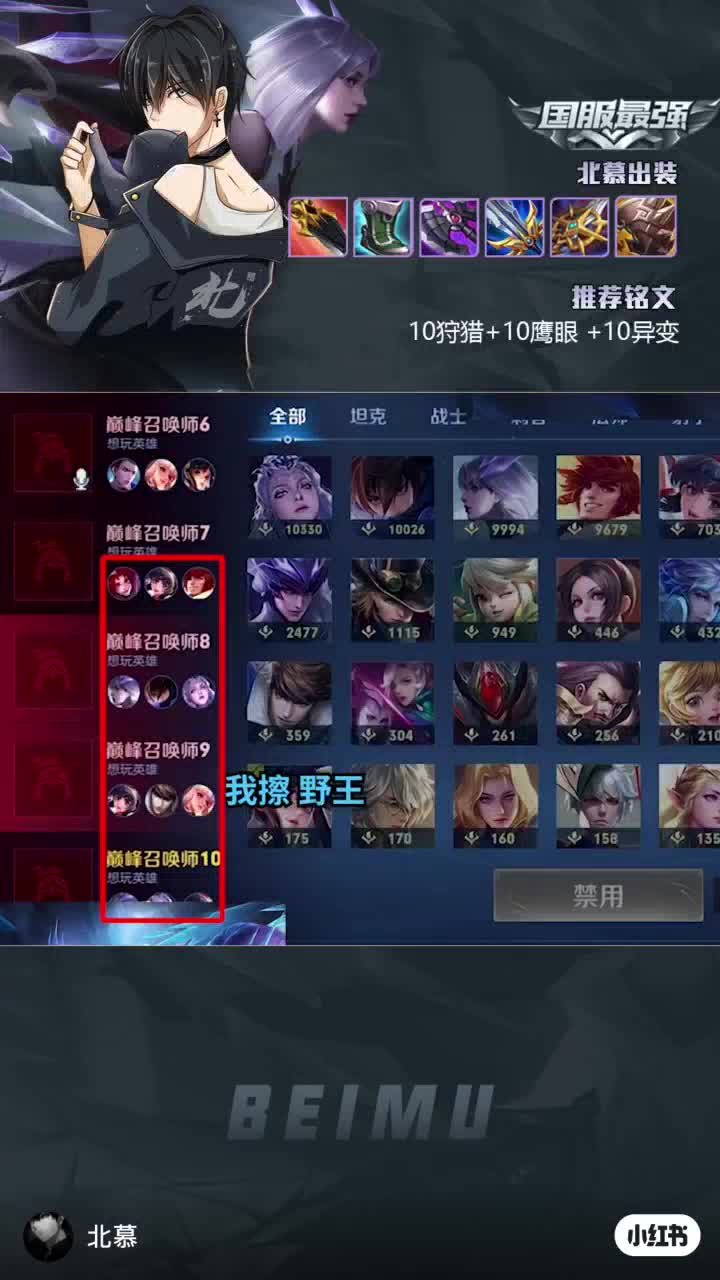 国服最强
北慕出装
推荐铭文
10狩猎+10鹰眼 +10异变
北
全部 坦克 战士
巅峰召唤师6
想玩英雄
巅峰召唤师7
想玩英雄
巅峰召唤师8
想玩英雄
巅峰召唤师9
想玩英雄
巅峰召唤师10
想玩英雄
10330 10026 9994 9679
2477 1115 949 446 432
359 304 261 256 210
175 170 160 158 135
我擦 野王
禁用
BEIMU
北慕
小红书